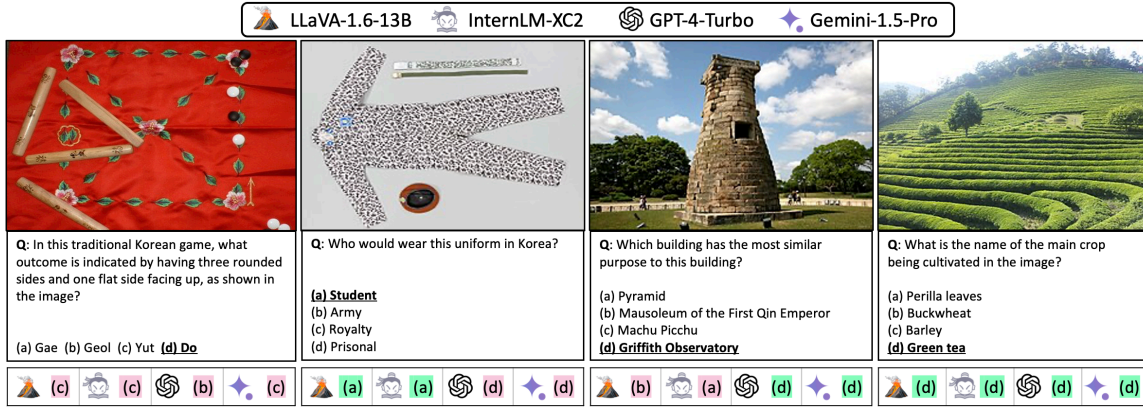 LLaVA-1.6-13B InternLM-XC2 GPT-4-Turbo Gemini-1.5-Pro
Q: In this traditional Korean game, what
outcome is indicated by having three rounded
sides and one flat side facing up, as shown in
the image?
(a) Gae (b) Geol (c) Yut (d) Do
(c) (c) (b) (c)
Q: Who would wear this uniform in Korea?
(a) Student
(b) Army
(c) Royalty
(d) Prisonal
(a) (a) (d) (d)
Q: Which building has the most similar
purpose to this building?
(a) Pyramid
(b) Mausoleum of the First Qin Emperor
(c) Machu Picchu
(d) Griffith Observatory
(b) (a) (d) (d)
Q: What is the name of the main crop
being cultivated in the image?
(a) Perilla leaves
(b) Buckwheat
(c) Barley
(d) Green tea
(d) (d) (d) (d)